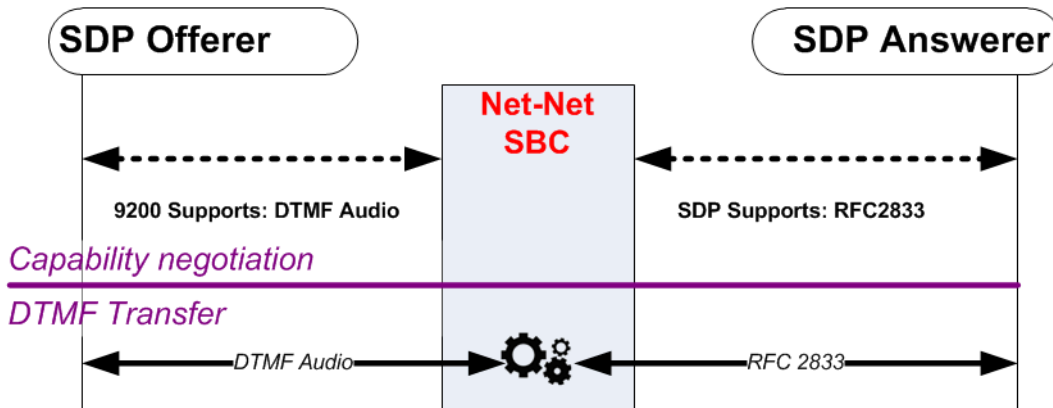 SDP Offerer
SDP Answerer
Net-Net
SBC
9200 Supports: DTMF Audio
SDP Supports: RFC2833
Capability negotiation
DTMF Transfer
DTMF Audio
RFC 2833